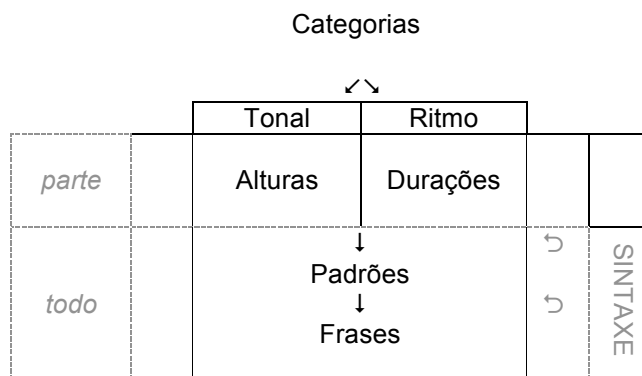 Categorias
↙↘
Tonal Ritmo
parte Alturas Durações
↓
Padrões
todo ↓
Frases
SINTAXE